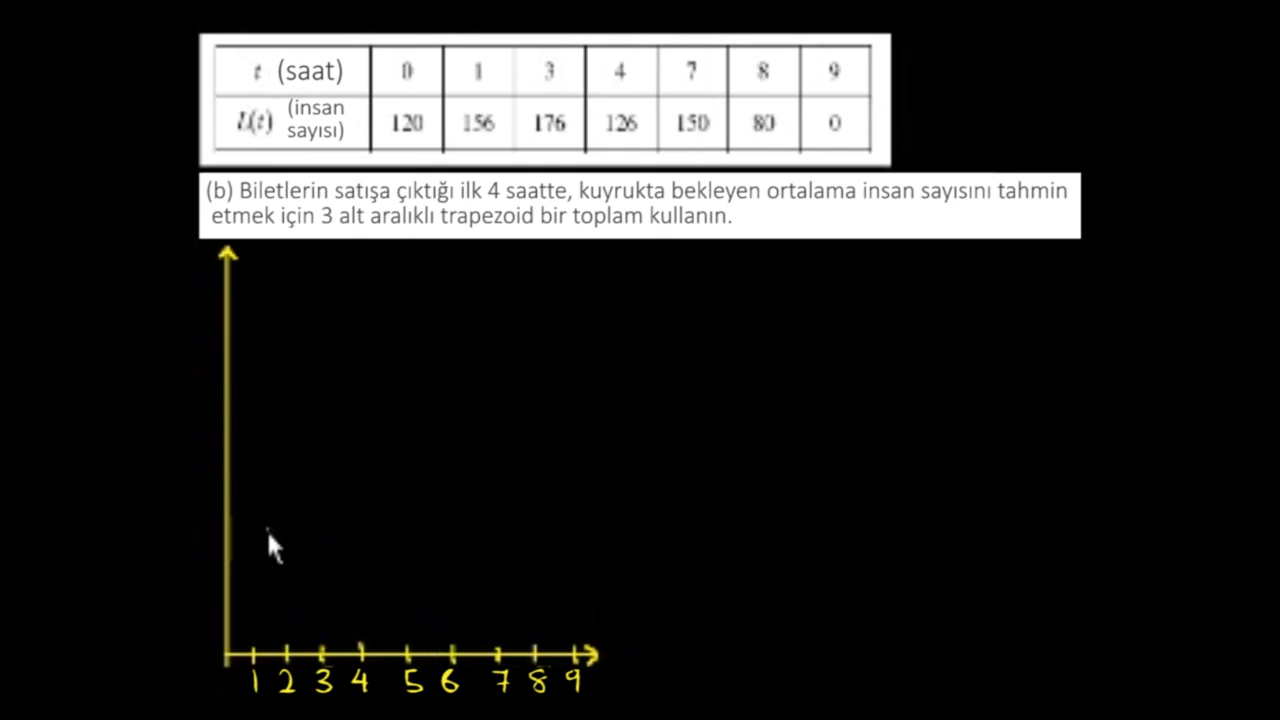 t (saat) 0 1 3 4 7 8 9
L(t) (insan sayısı) 120 156 176 126 150 80 0
(b) Biletlerin satışa çıktığı ilk 4 saatte, kuyrukta bekleyen ortalama insan sayısını tahmin
etmek için 3 alt aralıklı trapezoid bir toplam kullanın.
1 2 3 4 5 6 7 8 9